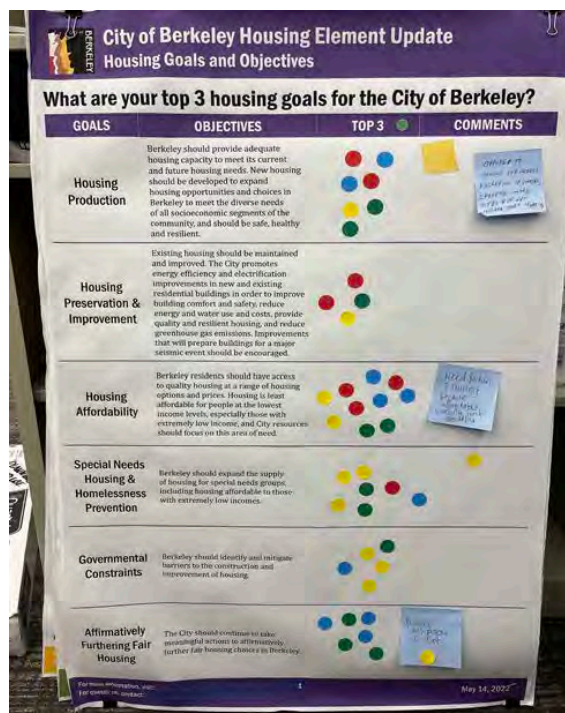 BERKELEY
City of Berkeley Housing Element Update
Housing Goals and Objectives
What are your top 3 housing goals for the City of Berkeley?
GOALS OBJECTIVES TOP 3 COMMENTS
Housing
Production
Berkeley should provide adequate
housing capacity to meet its current
and future housing needs. New housing
should be developed to expand
housing opportunities and choices in
Berkeley to meet the diverse needs
of all socioeconomic segments of the
community, and should be safe, healthy
and resilient.
Housing
Preservation &
Improvement
Existing housing should be maintained
and improved. The City promotes
energy efficiency and electrification
improvements in new and existing
residential buildings in order to improve
building comfort and safety, reduce
energy and water use and costs, provide
quality and resilient housing, and reduce
greenhouse gas emissions. Improvements
that will prepare buildings for a major
seismic event should be encouraged.
Housing
Affordability
Berkeley residents should have access
to quality housing at a range of housing
options and prices. Housing is least
affordable for people at the lowest
income levels, especially those with
extremely low income, and City resources
should focus on this area of need.
Special Needs
Housing &
Homelessness
Prevention
Berkeley should expand the supply
of housing for special needs groups,
including housing affordable to those
with extremely low incomes.
Governmental
Constraints
Berkeley should identify and mitigate
barriers to the construction and
improvement of housing.
Affirmatively
Furthering Fair
Housing
The City should continue to take
meaningful actions to affirmatively
further fair housing choices in Berkeley.
For more information, visit:
For questions, contact:
1
May 14, 2022